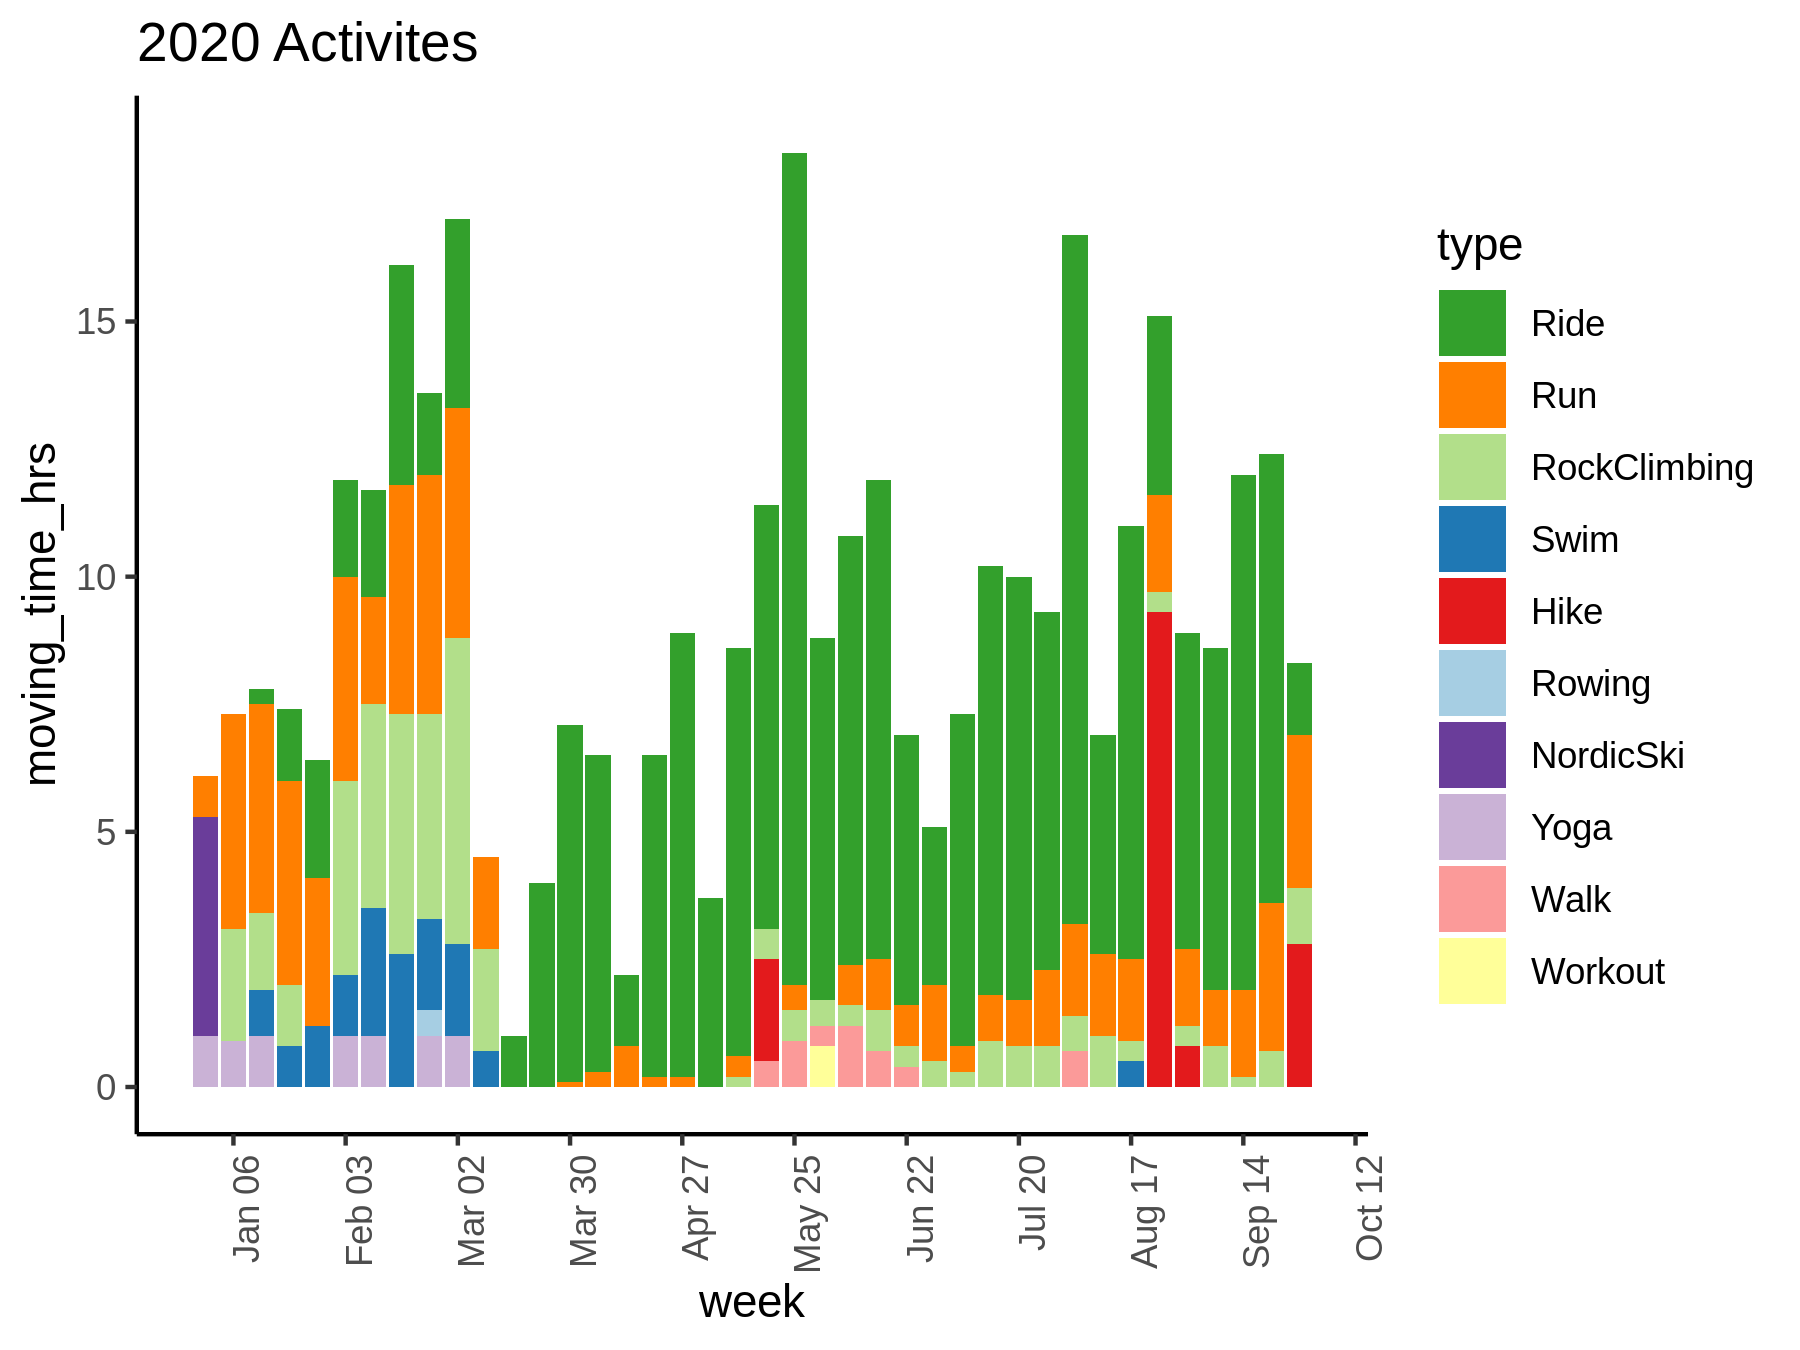 2020 Activites
moving_time_hrs
15
10
5
0
Jan 06
Feb 03
Mar 02
Mar 30
Apr 27
May 25
Jun 22
Jul 20
Aug 17
Sep 14
Oct 12
week
type
Ride
Run
RockClimbing
Swim
Hike
Rowing
NordicSki
Yoga
Walk
Workout